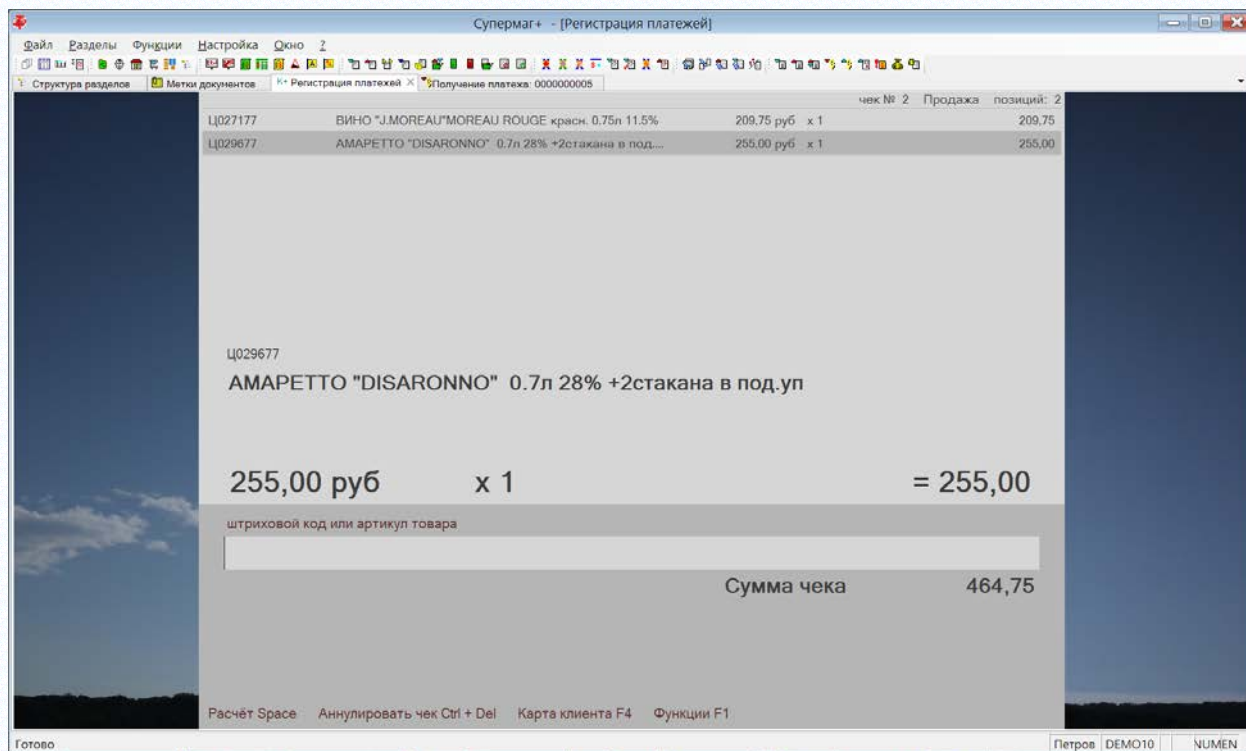 Супермаг+ - [Регистрация платежей]
Файл Разделы Функции Настройка Окно ?
Структура разделов Метки документов К+ Регистрация платежей Получение платежа: 0000000005
чек № 2 Продажа позиций: 2
Ц027177 ВИНО "J.MOREAU"MOREAU ROUGE красн. 0.75л 11.5% 209,75 руб x 1 209,75
Ц029677 АМАРЕТТО "DISARONNO" 0.7л 28% +2стакана в под.... 255,00 руб x 1 255,00
Ц029677
АМАРЕТТО "DISARONNO" 0.7л 28% +2стакана в под.уп
255,00 руб x 1 = 255,00
штриховой код или артикул товара
Сумма чека 464,75
Расчёт Space Аннулировать чек Ctrl + Del Карта клиента F4 Функции F1
Готово Петров DEMO10 NUMEN